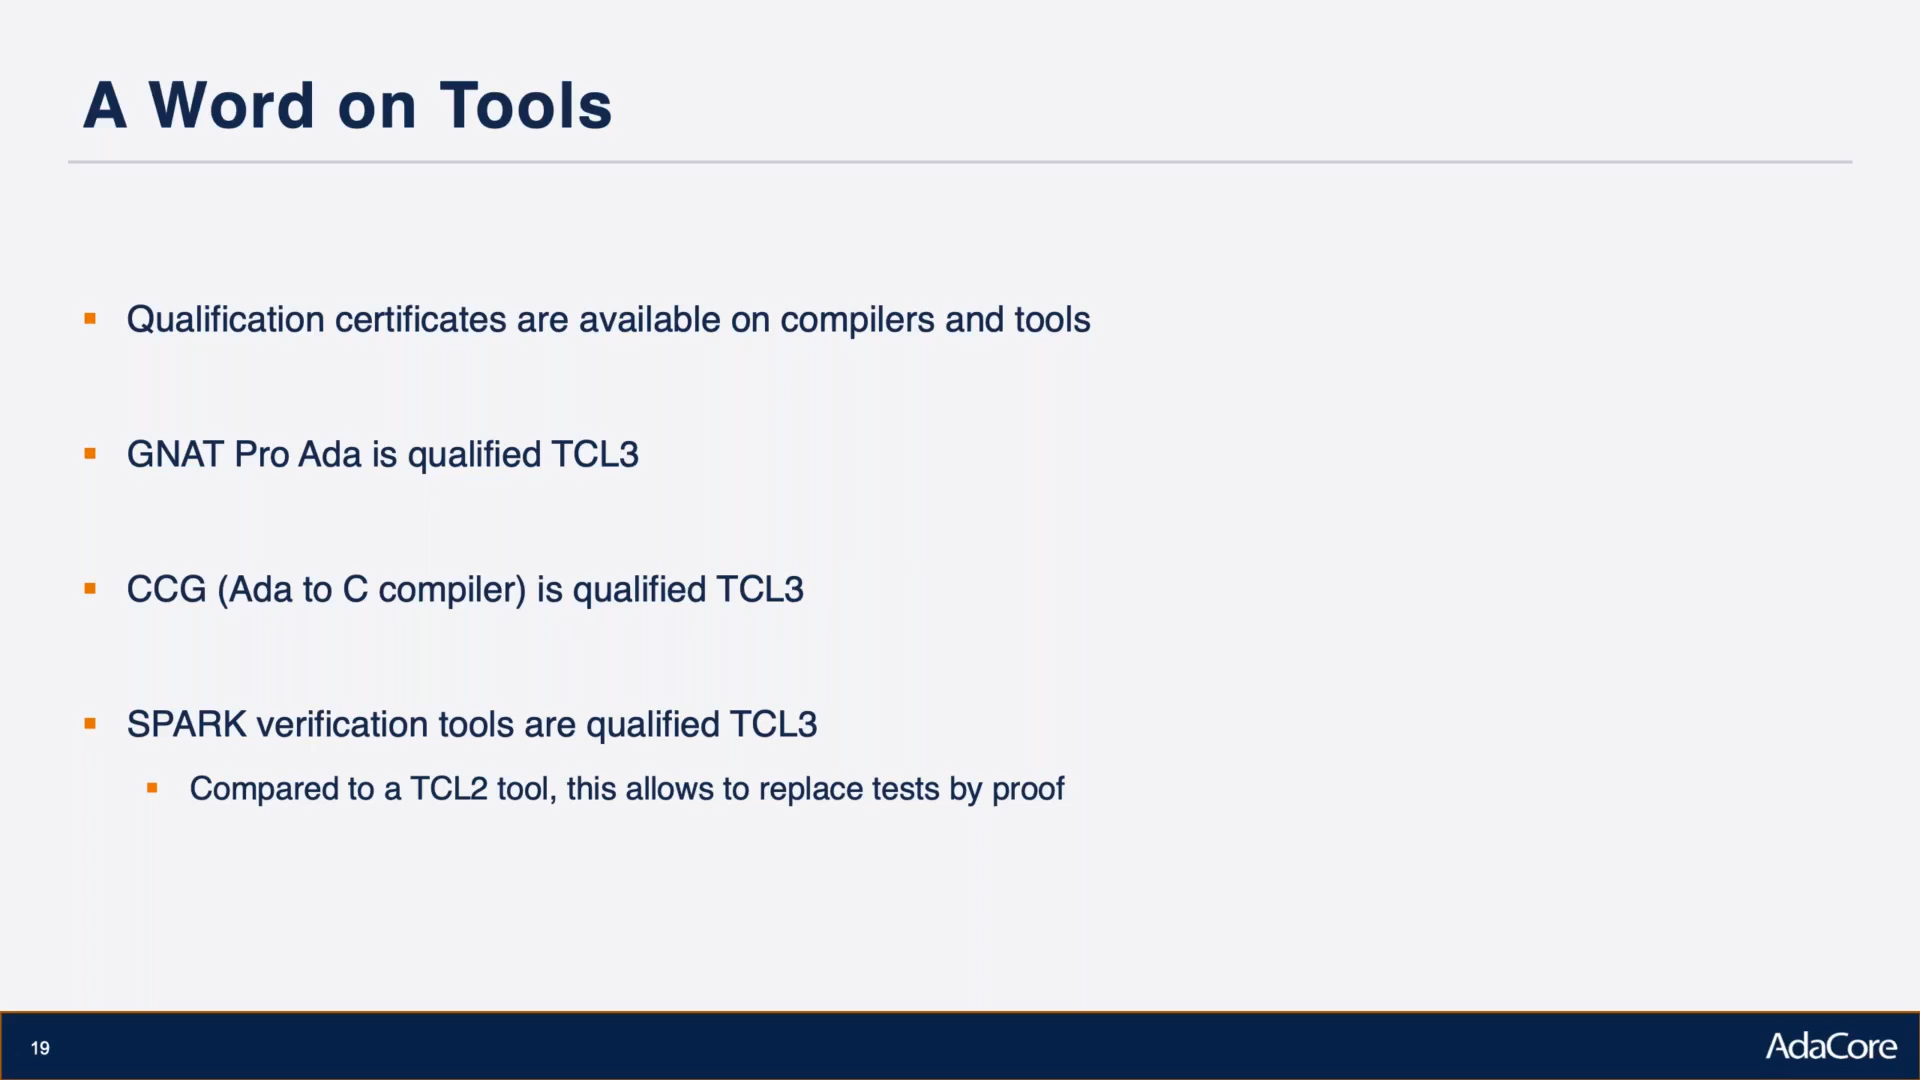 A Word on Tools
Qualification certificates are available on compilers and tools
GNAT Pro Ada is qualified TCL3
CCG (Ada to C compiler) is qualified TCL3
SPARK verification tools are qualified TCL3
Compared to a TCL2 tool, this allows to replace tests by proof
19
AdaCore